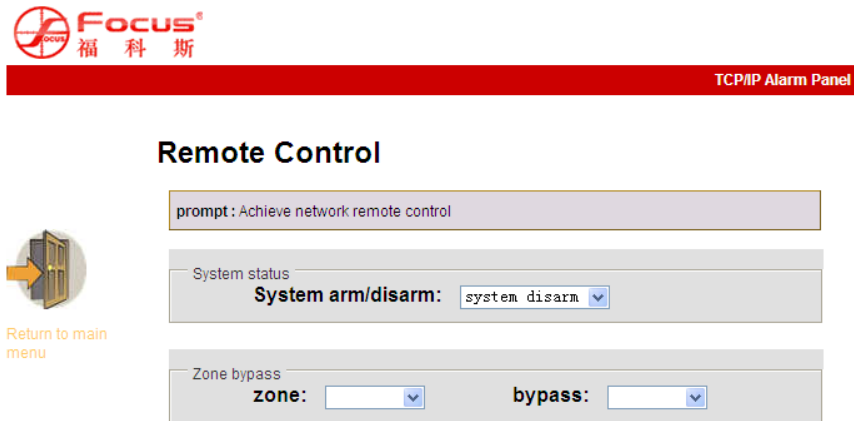 Focus®
FOCUS
福科斯
TCP/IP Alarm Panel
Remote Control
prompt : Achieve network remote control
System status
System arm/disarm: system disarm
Return to main
menu
Zone bypass
zone: bypass: